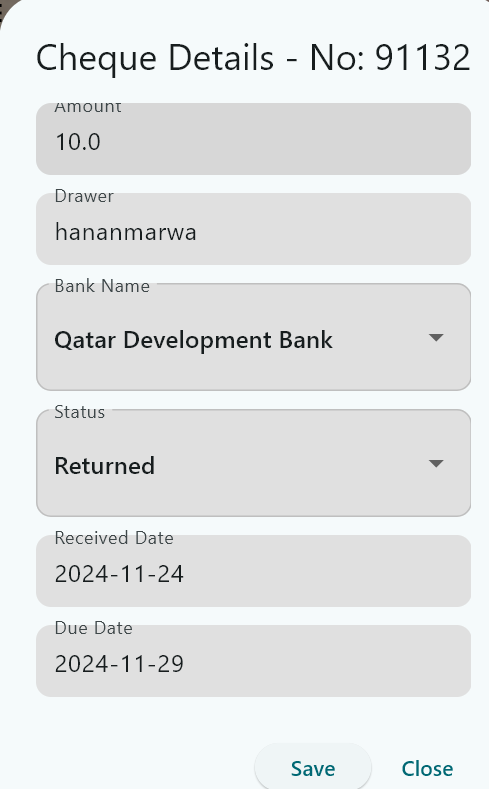 Cheque Details - No: 91132
Amount
10.0
Drawer
hananmarwa
Bank Name
Qatar Development Bank
Status
Returned
Received Date
2024-11-24
Due Date
2024-11-29
Save Close